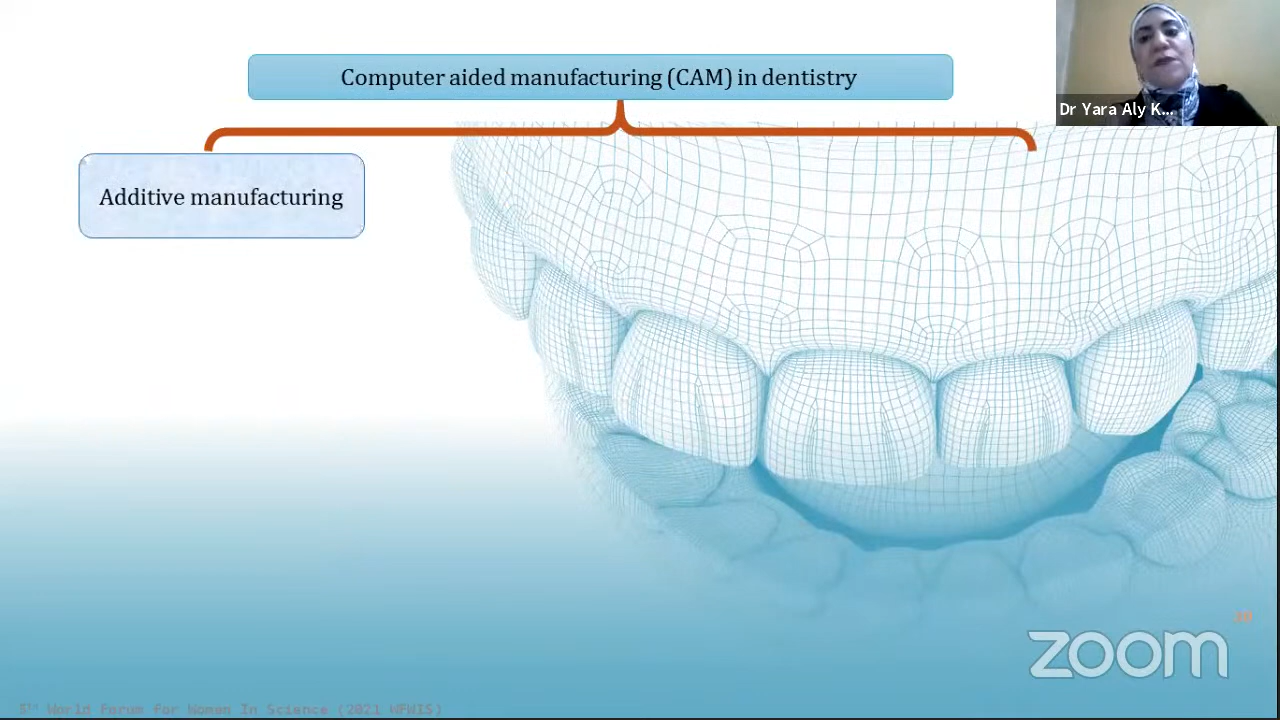 Computer aided manufacturing (CAM) in dentistry
Dr Yara Aly K...
Additive manufacturing
30
zoom
5th World Forum for Women In Science (2021 WFWIS)